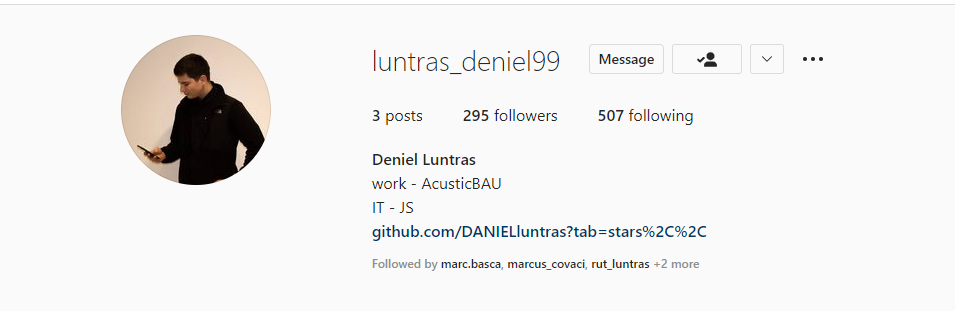 luntras_deniel99 Message
3 posts 295 followers 507 following
Deniel Luntras
work - AcusticBAU
IT - JS
github.com/DANIELluntras?tab=stars%2C%2C
Followed by marc.basca, marcus_covaci, rut_luntras +2 more